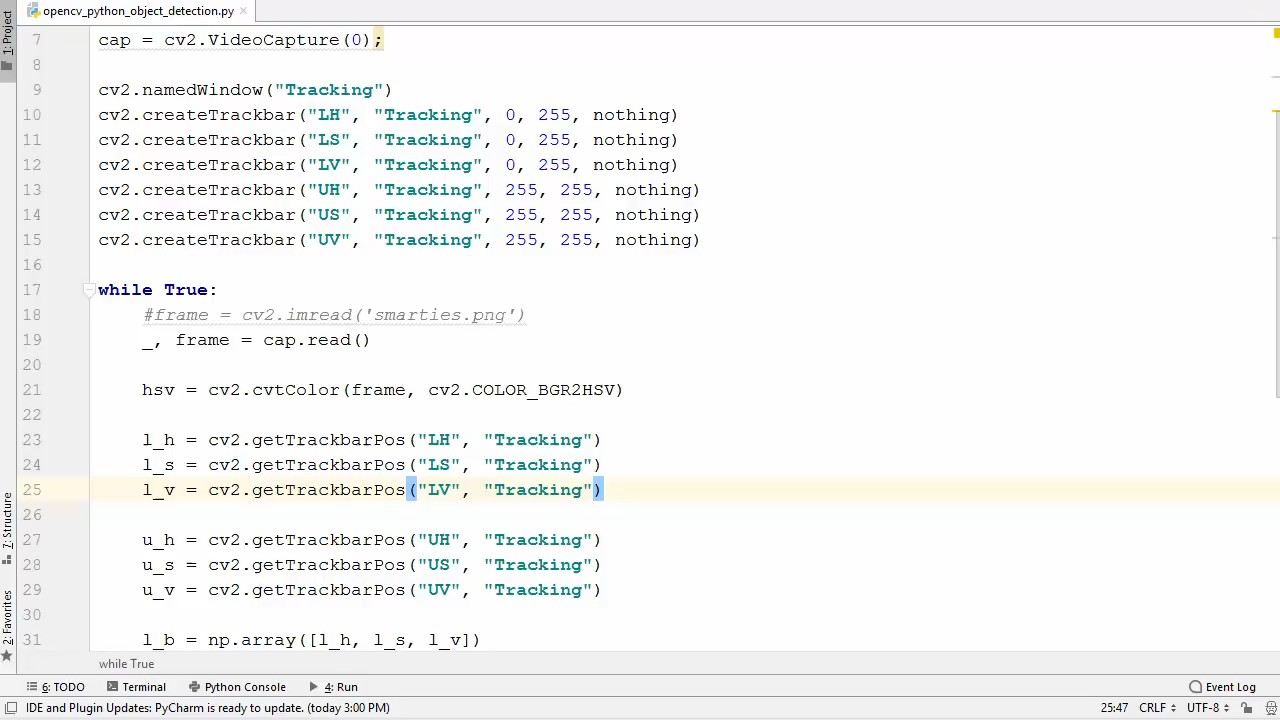 opencv_python_object_detection.py
1: Project
7 cap = cv2.VideoCapture(0);
8
9 cv2.namedWindow("Tracking")
10 cv2.createTrackbar("LH", "Tracking", 0, 255, nothing)
11 cv2.createTrackbar("LS", "Tracking", 0, 255, nothing)
12 cv2.createTrackbar("LV", "Tracking", 0, 255, nothing)
13 cv2.createTrackbar("UH", "Tracking", 255, 255, nothing)
14 cv2.createTrackbar("US", "Tracking", 255, 255, nothing)
15 cv2.createTrackbar("UV", "Tracking", 255, 255, nothing)
16
17 while True:
18 #frame = cv2.imread('smarties.png')
19 _, frame = cap.read()
20
21 hsv = cv2.cvtColor(frame, cv2.COLOR_BGR2HSV)
22
23 l_h = cv2.getTrackbarPos("LH", "Tracking")
24 l_s = cv2.getTrackbarPos("LS", "Tracking")
25 l_v = cv2.getTrackbarPos("LV", "Tracking")
26
27 u_h = cv2.getTrackbarPos("UH", "Tracking")
28 u_s = cv2.getTrackbarPos("US", "Tracking")
29 u_v = cv2.getTrackbarPos("UV", "Tracking")
30
31 l_b = np.array([l_h, l_s, l_v])
7: Structure
2: Favorites
while True
6: TODO Terminal Python Console 4: Run Event Log
IDE and Plugin Updates: PyCharm is ready to update. (today 3:00 PM) 25:47 CRLF UTF-8